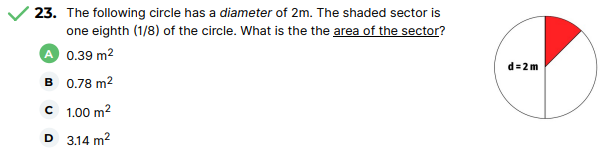 23. The following circle has a diameter of 2m. The shaded sector is
one eighth (1/8) of the circle. What is the the area of the sector?
A 0.39 m²
B 0.78 m²
C 1.00 m²
D 3.14 m²
d=2m